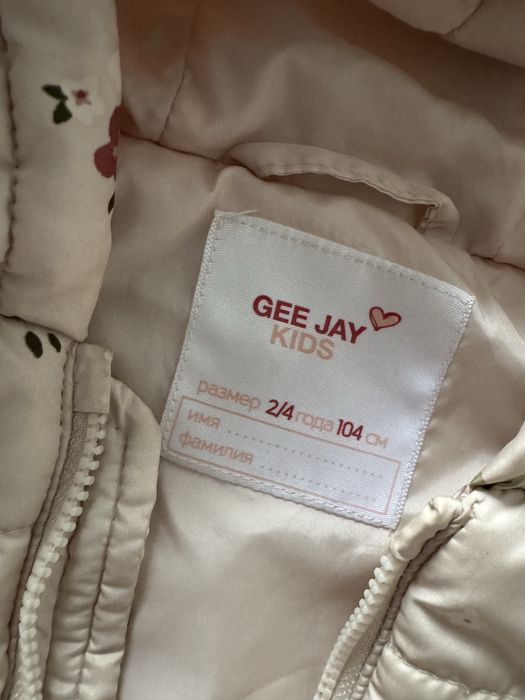 GEE JAY
KIDS
размер 2/4 года 104 см
имя
фамилия